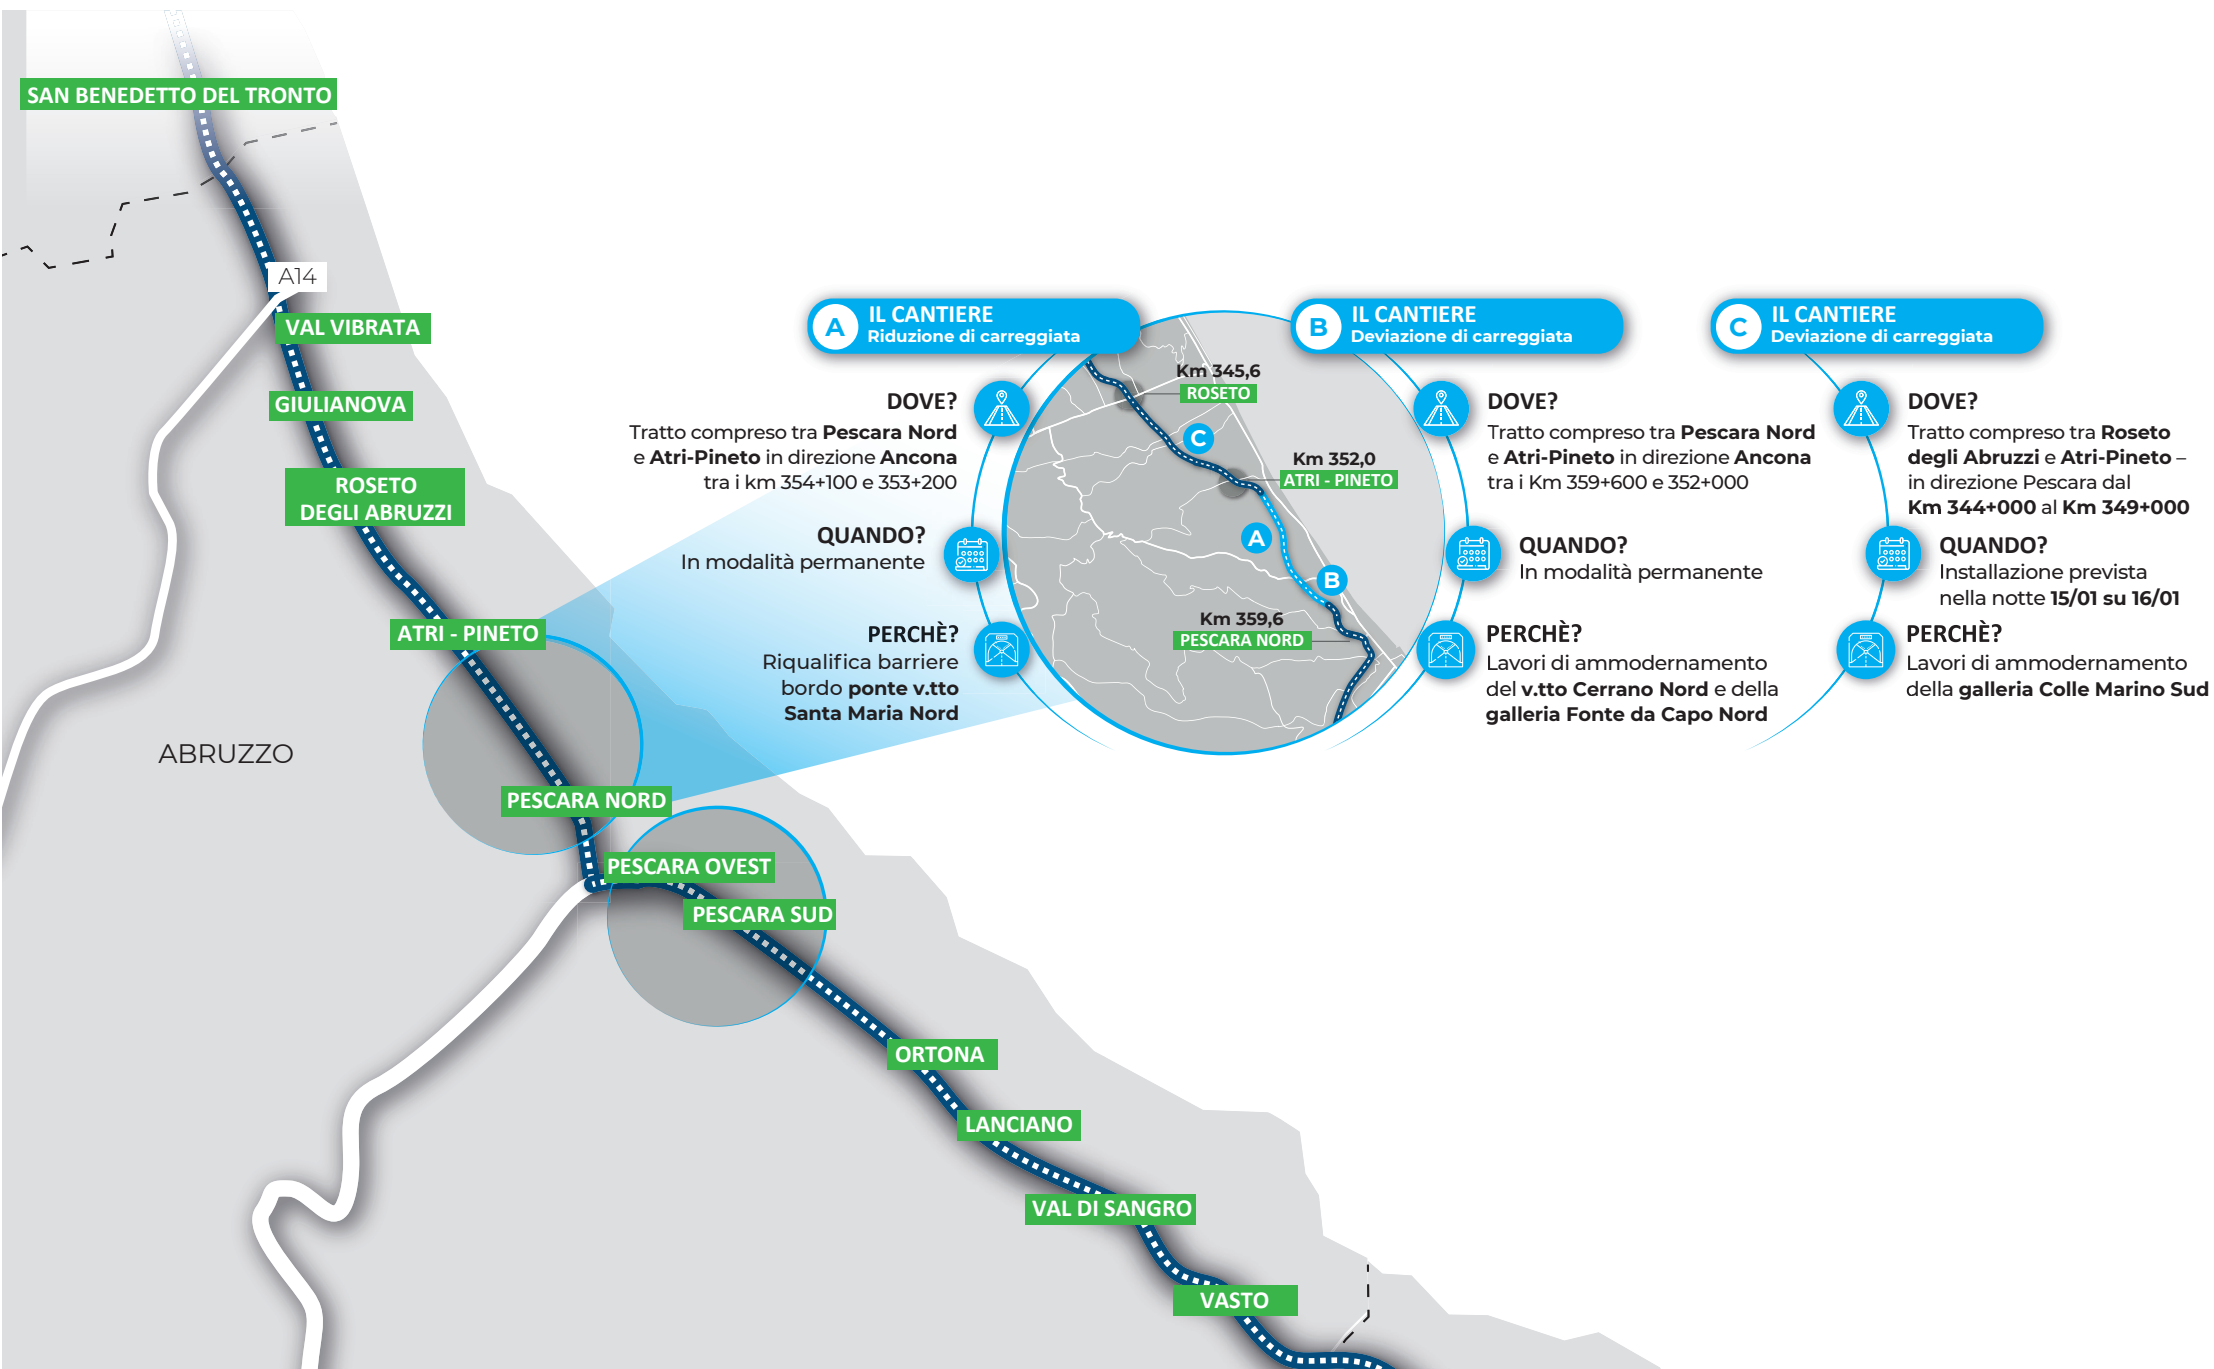 SAN BENEDETTO DEL TRONTO
A14
VAL VIBRATA
GIULIANOVA
ROSETO
DEGLI ABRUZZI
ATRI - PINETO
ABRUZZO
PESCARA NORD
PESCARA OVEST
PESCARA SUD
ORTONA
LANCIANO
VAL DI SANGRO
VASTO
A
IL CANTIERE
Riduzione di carreggiata
DOVE?
Tratto compreso tra Pescara Nord
e Atri-Pineto in direzione Ancona
tra i km 354+100 e 353+200
QUANDO?
In modalità permanente
PERCHÈ?
Riqualifica barriere
bordo ponte v.tto
Santa Maria Nord
Km 345,6
ROSETO
C
Km 352,0
ATRI - PINETO
A
B
Km 359,6
PESCARA NORD
B
IL CANTIERE
Deviazione di carreggiata
DOVE?
Tratto compreso tra Pescara Nord
e Atri-Pineto in direzione Ancona
tra i Km 359+600 e 352+000
QUANDO?
In modalità permanente
PERCHÈ?
Lavori di ammodernamento
del v.tto Cerrano Nord e della
galleria Fonte da Capo Nord
C
IL CANTIERE
Deviazione di carreggiata
DOVE?
Tratto compreso tra Roseto
degli Abruzzi e Atri-Pineto –
in direzione Pescara dal
Km 344+000 al Km 349+000
QUANDO?
Installazione prevista
nella notte 15/01 su 16/01
PERCHÈ?
Lavori di ammodernamento
della galleria Colle Marino Sud